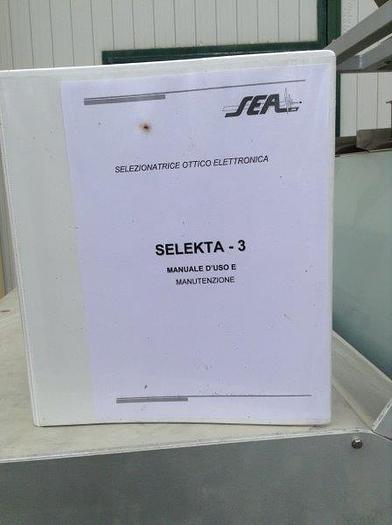 SEA
SELEZIONATRICE OTTICO ELETTRONICA
SELEKTA - 3
MANUALE D'USO E
MANUTENZIONE